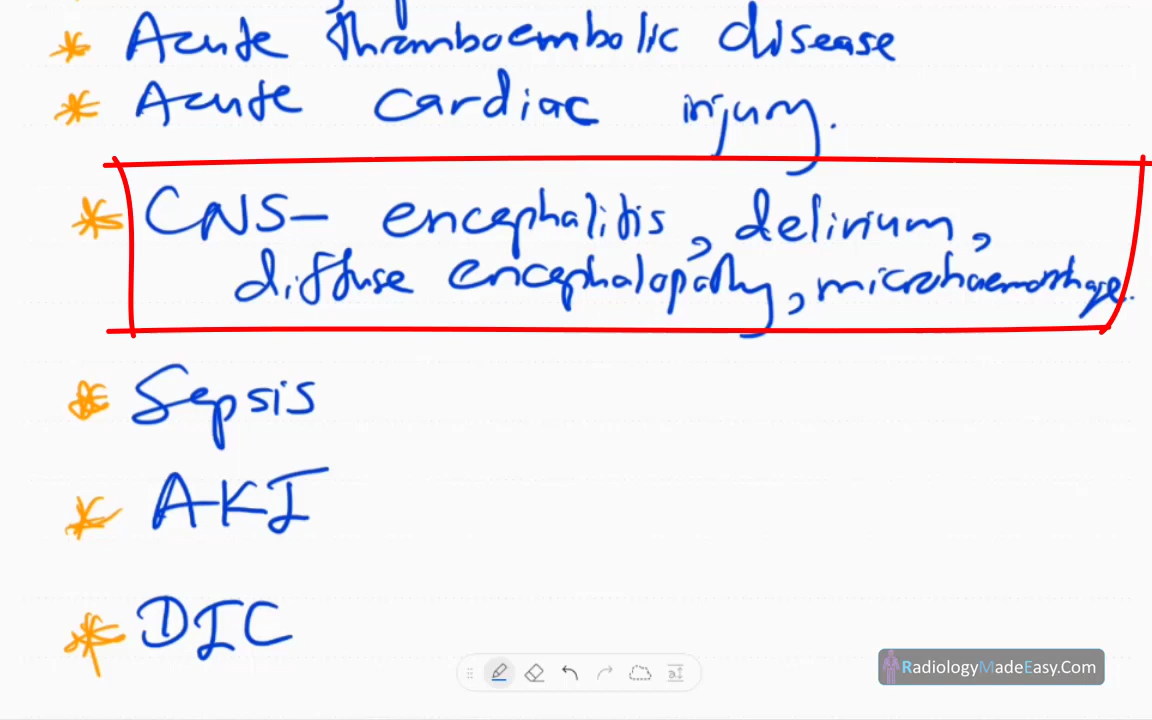 * Acute thromboembolic disease
* Acute cardiac injury.
* CNS- encephalitis, delirium,
diffuse encephalopathy, microhaemorrhage.
* Sepsis
* AKI
* DIC
RadiologyMadeEasy.Com